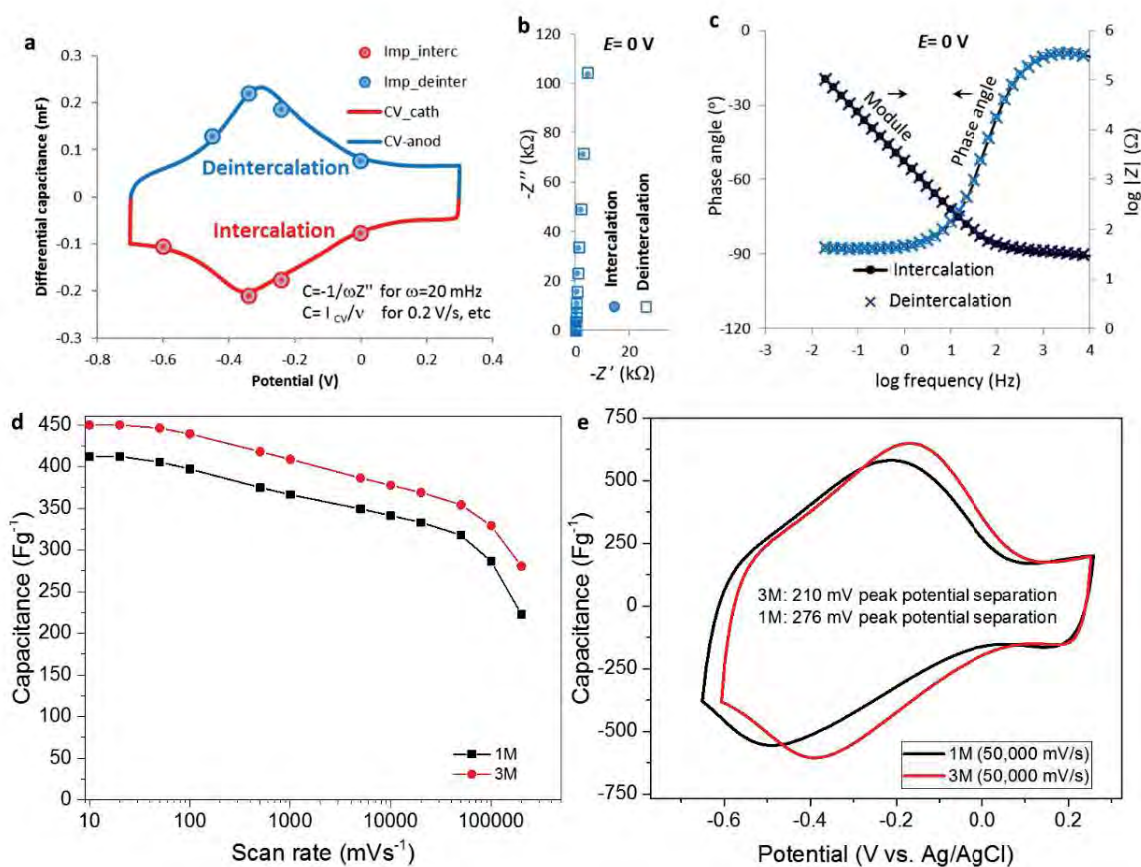 a
Differential capacitance (mF)
0.3
0.2
0.1
0
-0.1
-0.2
-0.3
Imp_interc
Imp_deinter
CV_cath
CV-anod
Deintercalation
Intercalation
C=-1/ωZ" for ω=20 mHz
C= I CV/ν for 0.2 V/s, etc
-0.8 -0.6 -0.4 -0.2 0 0.2 0.4
Potential (V)
b
E= 0 V
-Z'' (kΩ)
120
100
80
60
40
20
0
Intercalation
Deintercalation
0 20
-Z' (kΩ)
c
E= 0 V
Phase angle (°)
0
-30
-60
-90
-120
Module
Phase angle
Intercalation
Deintercalation
6
5
4
3
2
1
0
log |Z| (Ω)
-3 -2 -1 0 1 2 3 4
log frequency (Hz)
d
Capacitance (Fg-1)
450
400
350
300
250
200
150
100
50
0
1M
3M
10 100 1000 10000 100000
Scan rate (mVs-1)
e
Capacitance (Fg-1)
750
500
250
0
-250
-500
-750
3M: 210 mV peak potential separation
1M: 276 mV peak potential separation
1M (50,000 mV/s)
3M (50,000 mV/s)
-0.6 -0.4 -0.2 0.0 0.2
Potential (V vs. Ag/AgCl)